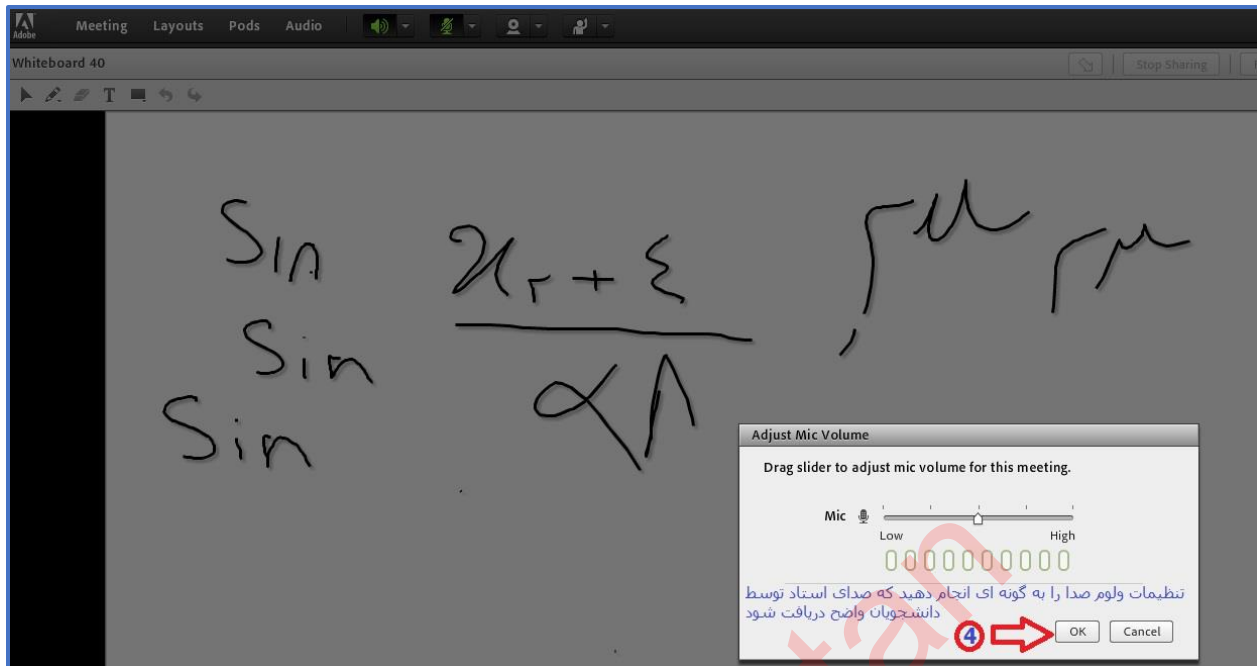 Adobe
Meeting Layouts Pods Audio
Whiteboard 40
Stop Sharing
T
Sin
Sin
Sin
Adjust Mic Volume
Drag slider to adjust mic volume for this meeting.
Mic
Low High
تنظیمات ولوم صدا را به گونه ای انجام دهید که صدای استاد توسط
دانشجویان واضح دریافت شود
4
OK Cancel